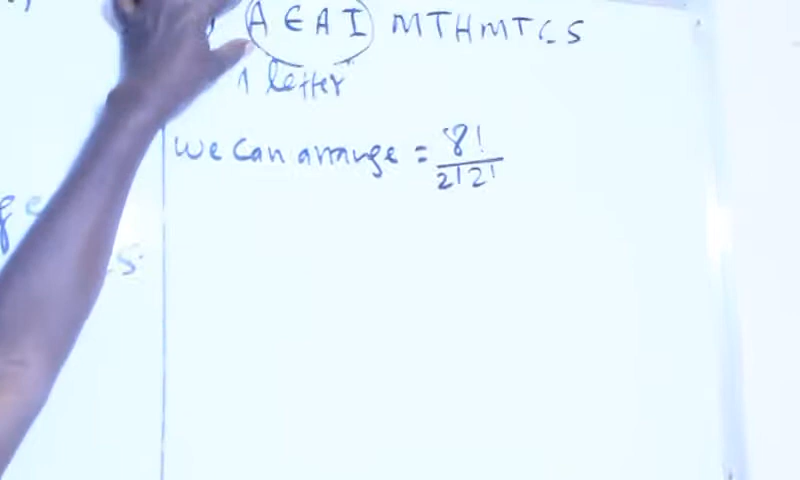 A E A I MTHMTCS
1 letter
we can arrange = 8!
2! 2!